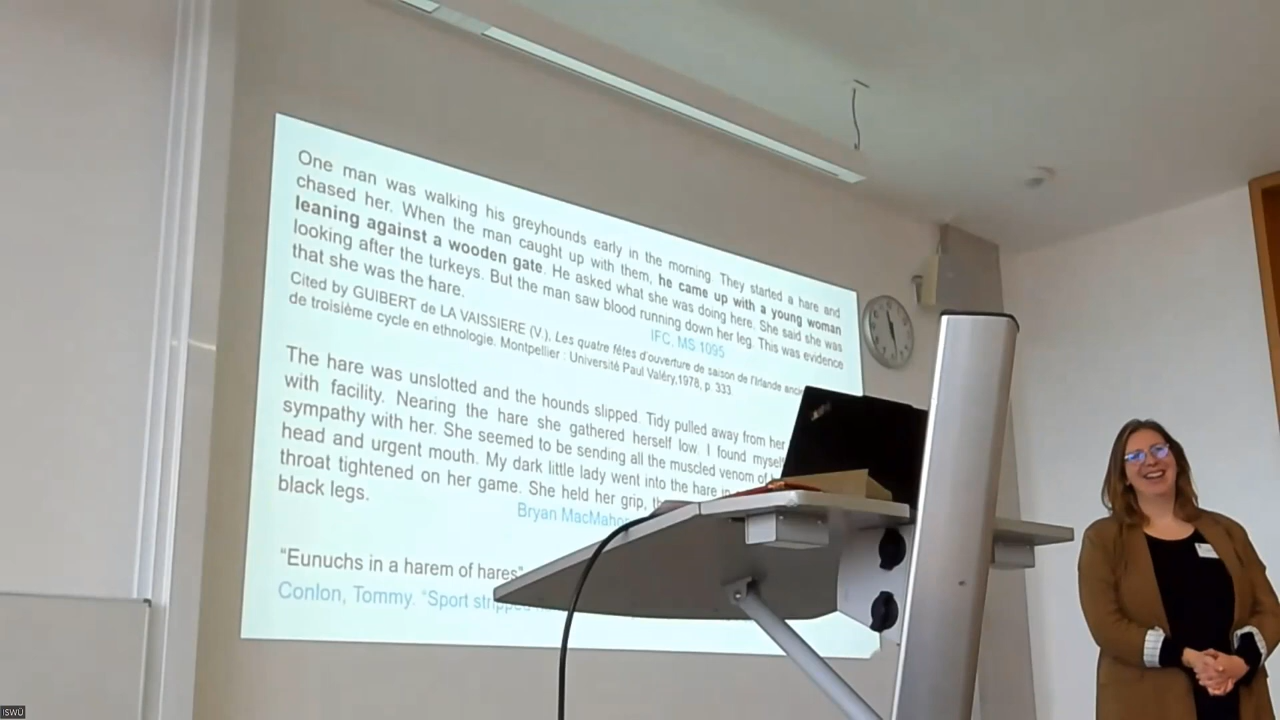 One man was walking his greyhounds early in the morning. They started a hare and
chased her. When the man caught up with them, he came up with a young woman
leaning against a wooden gate. He asked what she was doing here. She said she was
looking after the turkeys. But the man saw blood running down her leg. This was evidence
that she was the hare.
IFC, MS 1095
Cited by GUIBERT de LA VAISSIERE (V.), Les quatre fêtes d'ouverture de saison de l'Irlande
de troisième cycle en ethnologie. Montpellier : Université Paul Valéry,1978, p. 333
The hare was unslotted and the hounds slipped. Tidy pulled away from her
with facility. Nearing the hare she gathered herself low. I found myself
sympathy with her. She seemed to be sending all the muscled venom of
head and urgent mouth. My dark little lady went into the hare
throat tightened on her game. She held her grip,
black legs.
Bryan MacMahon
“Eunuchs in a harem of hares”
Conlon, Tommy. “Sport stripped
ISWÜ